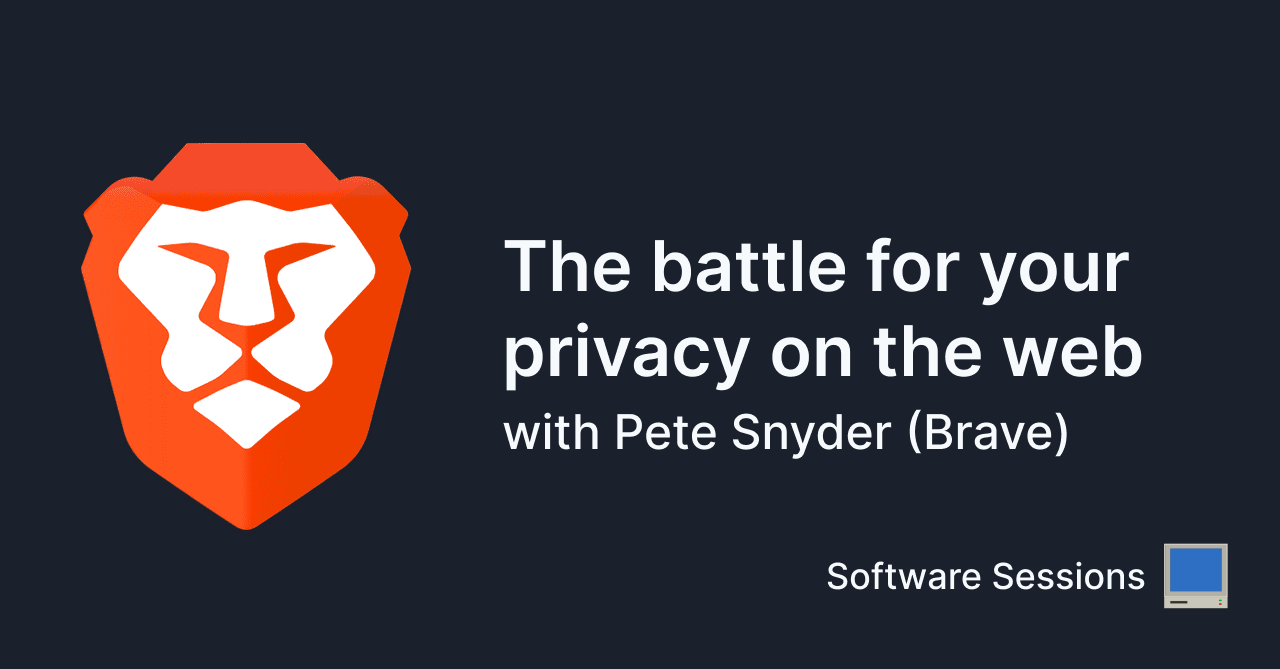 The battle for your
privacy on the web
with Pete Snyder (Brave)
Software Sessions